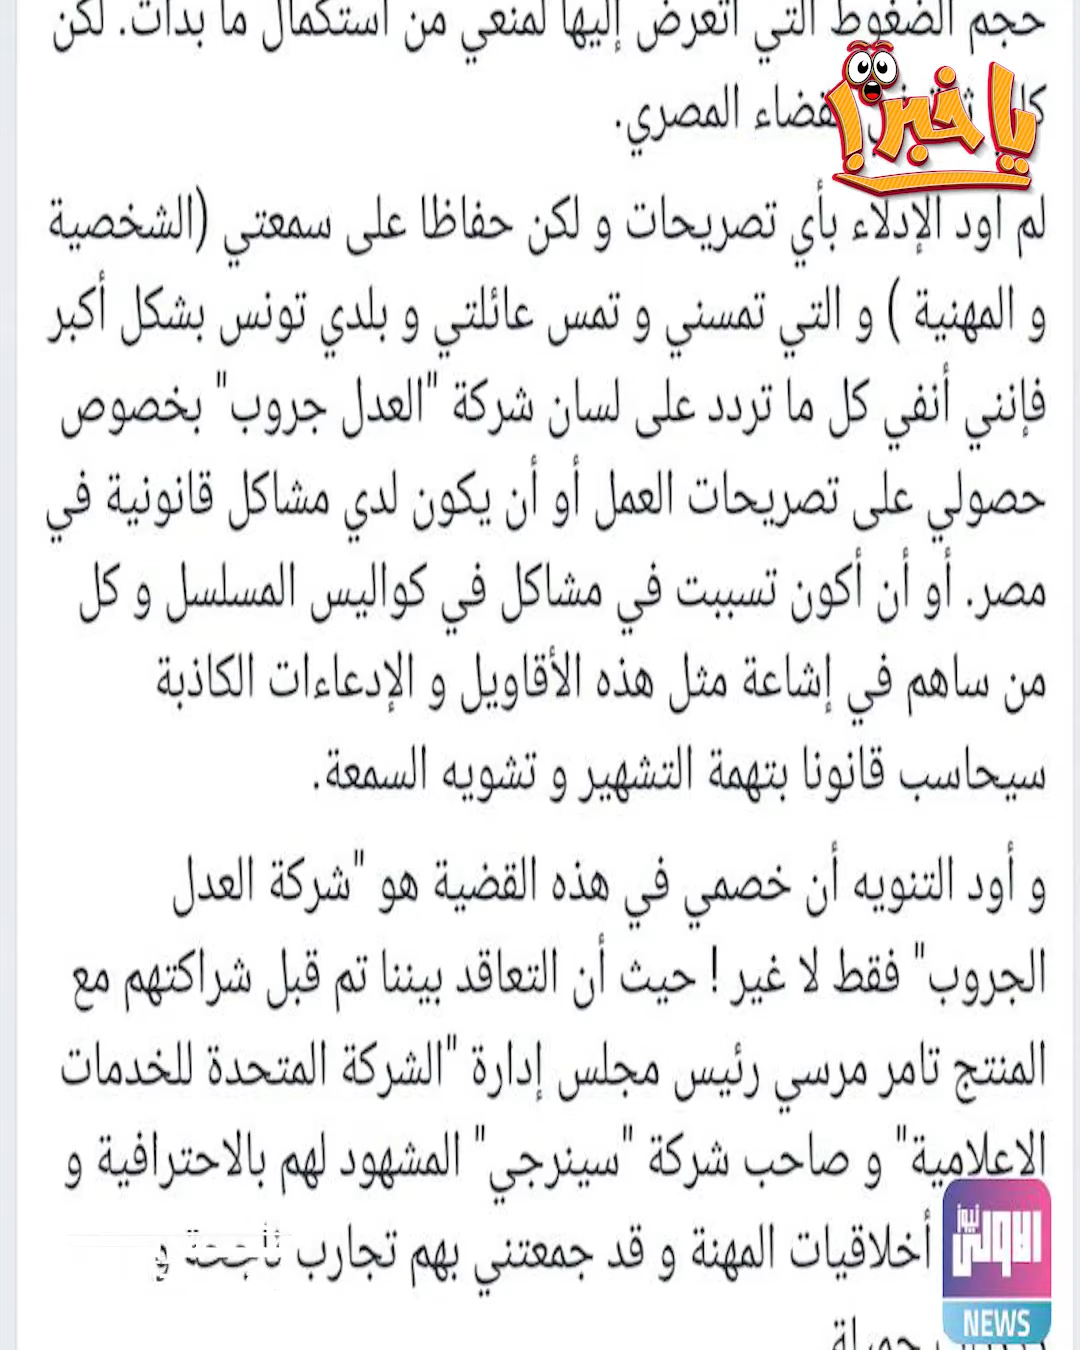 حجم الضغوط التي اتعرض إليها لمنعي من استكمال ما بدأت. لكن
يا خبر!
المصري.
لم أود الإدلاء بأي تصريحات و لكن حفاظا على سمعتي (الشخصية
و المهنية ) و التي تمسني و تمس عائلتي و بلدي تونس بشكل أكبر
فإنني أنفي كل ما تردد على لسان شركة "العدل جروب" بخصوص
حصولي على تصريحات العمل أو أن يكون لدي مشاكل قانونية في
مصر. أو أن أكون تسببت في مشاكل في كواليس المسلسل و كل
من ساهم في إشاعة مثل هذه الأقاويل و الإدعاءات الكاذبة
سيحاسب قانونا بتهمة التشهير و تشويه السمعة.
و أود التنويه أن خصمي في هذه القضية هو "شركة العدل
الجروب" فقط لا غير ! حيث أن التعاقد بيننا تم قبل شراكتهم مع
المنتج تامر مرسي رئيس مجلس إدارة "الشركة المتحدة للخدمات
الاعلامية" و صاحب شركة "سينرجي" المشهود لهم بالاحترافية و
أخلاقيات المهنة و قد جمعتني بهم تجارب ناجحة و
الاولى نيوز
NEWS